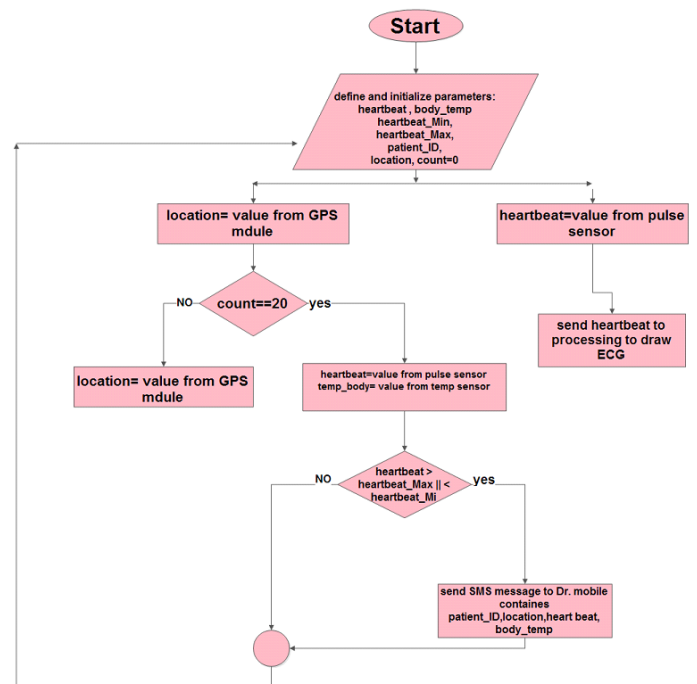 Start
define and initialize parameters:
heartbeat , body_temp
heartbeat_Min,
heartbeat_Max,
patient_ID,
location, count=0
location= value from GPS
mdule
heartbeat=value from pulse
sensor
NO
count==20
yes
send heartbeat to
processing to draw
ECG
location= value from GPS
mdule
heartbeat=value from pulse sensor
temp_body= value from temp sensor
NO
heartbeat >
heartbeat_Max || <
heartbeat_Mi
yes
send SMS message to Dr. mobile
containes
patient_ID,location,heart beat,
body_temp